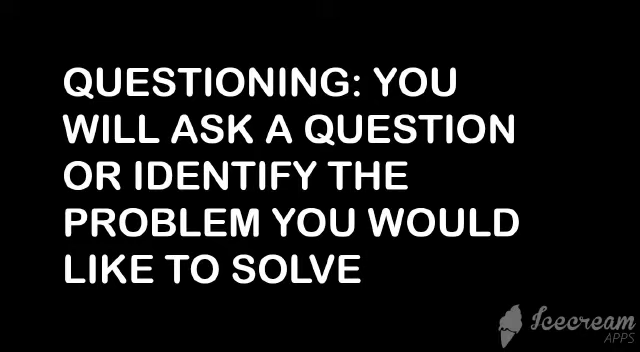 QUESTIONING: YOU
WILL ASK A QUESTION
OR IDENTIFY THE
PROBLEM YOU WOULD
LIKE TO SOLVE
Icecream
APPS